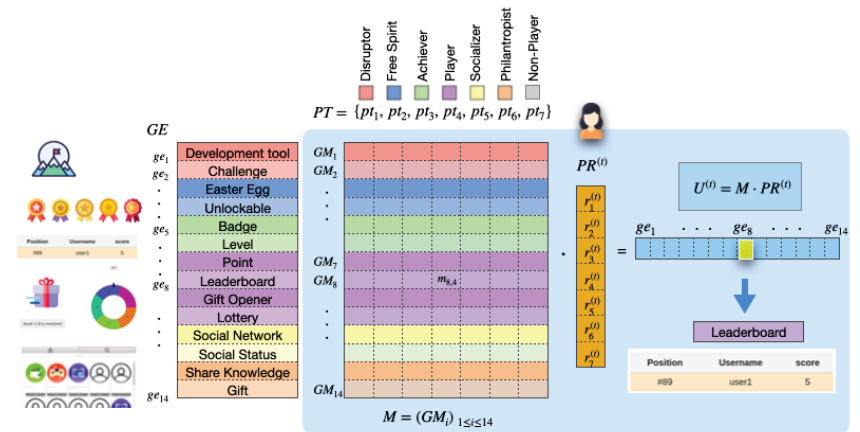 Disruptor
Free Spirit
Achiever
Player
Socializer
Philantropist
Non-Player
PT = {pt₁, pt₂, pt₃, pt₄, pt₅, pt₆, pt₇}
GE
ge₁ Development tool GM₁
ge₂ Challenge GM₂
Easter Egg
Unlockable
ge₅ Badge
Level
Point GM₇
ge₈ Leaderboard GM₈ m₈,₄
Gift Opener
Lottery
Social Network
Social Status
Share Knowledge
ge₁₄ Gift GM₁₄
M = (GMᵢ) ₁≤ᵢ≤₁₄
Position Username score
#89 user1 5
PR⁽ᵗ⁾
r₁⁽ᵗ⁾
r₂⁽ᵗ⁾
r₃⁽ᵗ⁾
r₄⁽ᵗ⁾
r₅⁽ᵗ⁾
r₆⁽ᵗ⁾
r₇⁽ᵗ⁾
=
U⁽ᵗ⁾ = M · PR⁽ᵗ⁾
ge₁ · · · ge₈ · · · ge₁₄
Leaderboard
Position Username score
#89 user1 5